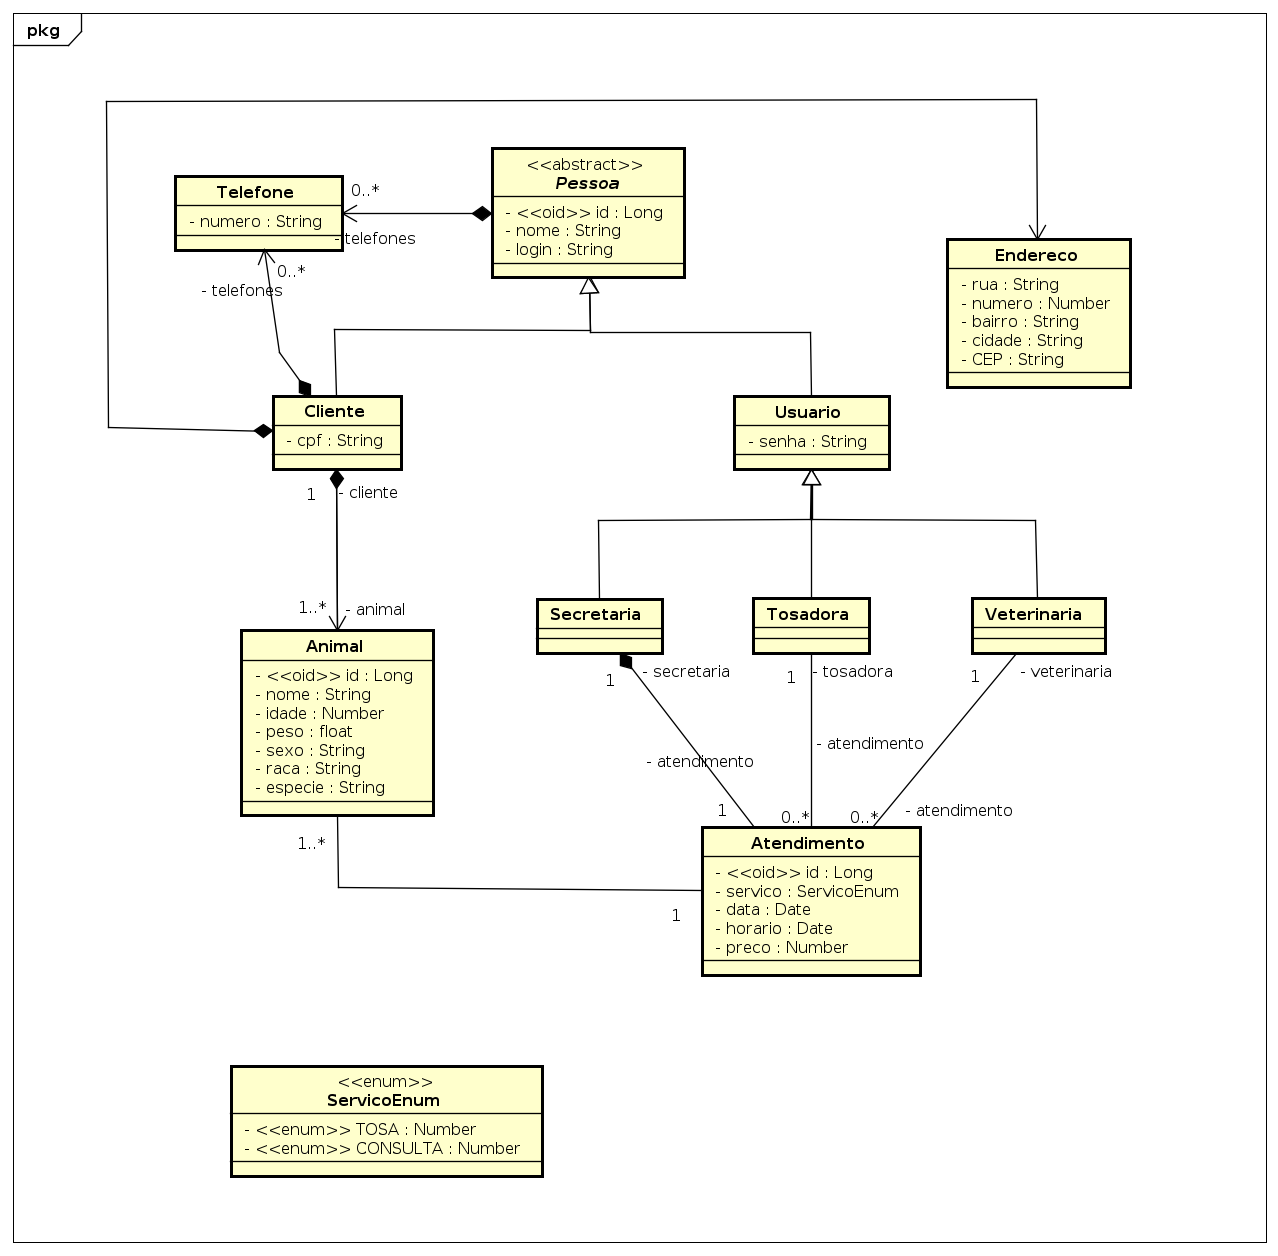 pkg
<<abstract>>
Pessoa
- <<oid>> id : Long
- nome : String
- login : String
Telefone
- numero : String
0..*
- telefones
0..*
- telefones
Endereco
- rua : String
- numero : Number
- bairro : String
- cidade : String
- CEP : String
Cliente
- cpf : String
Usuario
- senha : String
1
- cliente
1..*
- animal
Secretaria
Tosadora
Veterinaria
1
- secretaria
1
- tosadora
1
- veterinaria
Animal
- <<oid>> id : Long
- nome : String
- idade : Number
- peso : float
- sexo : String
- raca : String
- especie : String
- atendimento
- atendimento
- atendimento
1
0..*
0..*
Atendimento
- <<oid>> id : Long
- servico : ServicoEnum
- data : Date
- horario : Date
- preco : Number
1..*
1
<<enum>>
ServicoEnum
- <<enum>> TOSA : Number
- <<enum>> CONSULTA : Number